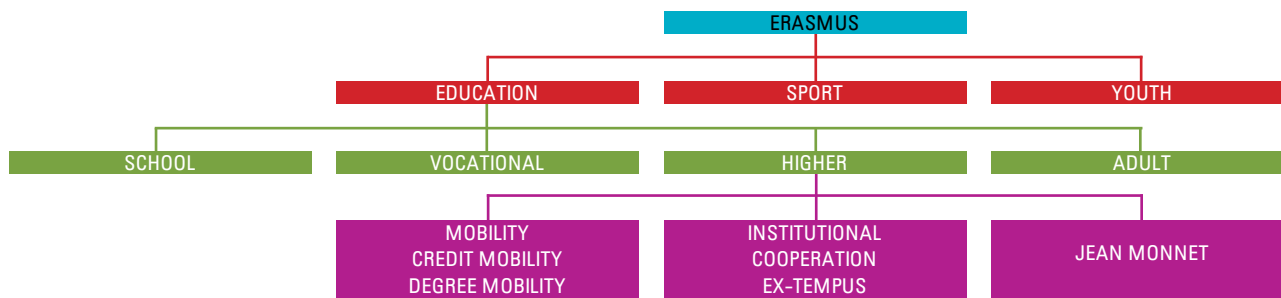 ERASMUS
EDUCATION
SPORT
YOUTH
SCHOOL
VOCATIONAL
HIGHER
ADULT
MOBILITY
CREDIT MOBILITY
DEGREE MOBILITY
INSTITUTIONAL
COOPERATION
EX-TEMPUS
JEAN MONNET